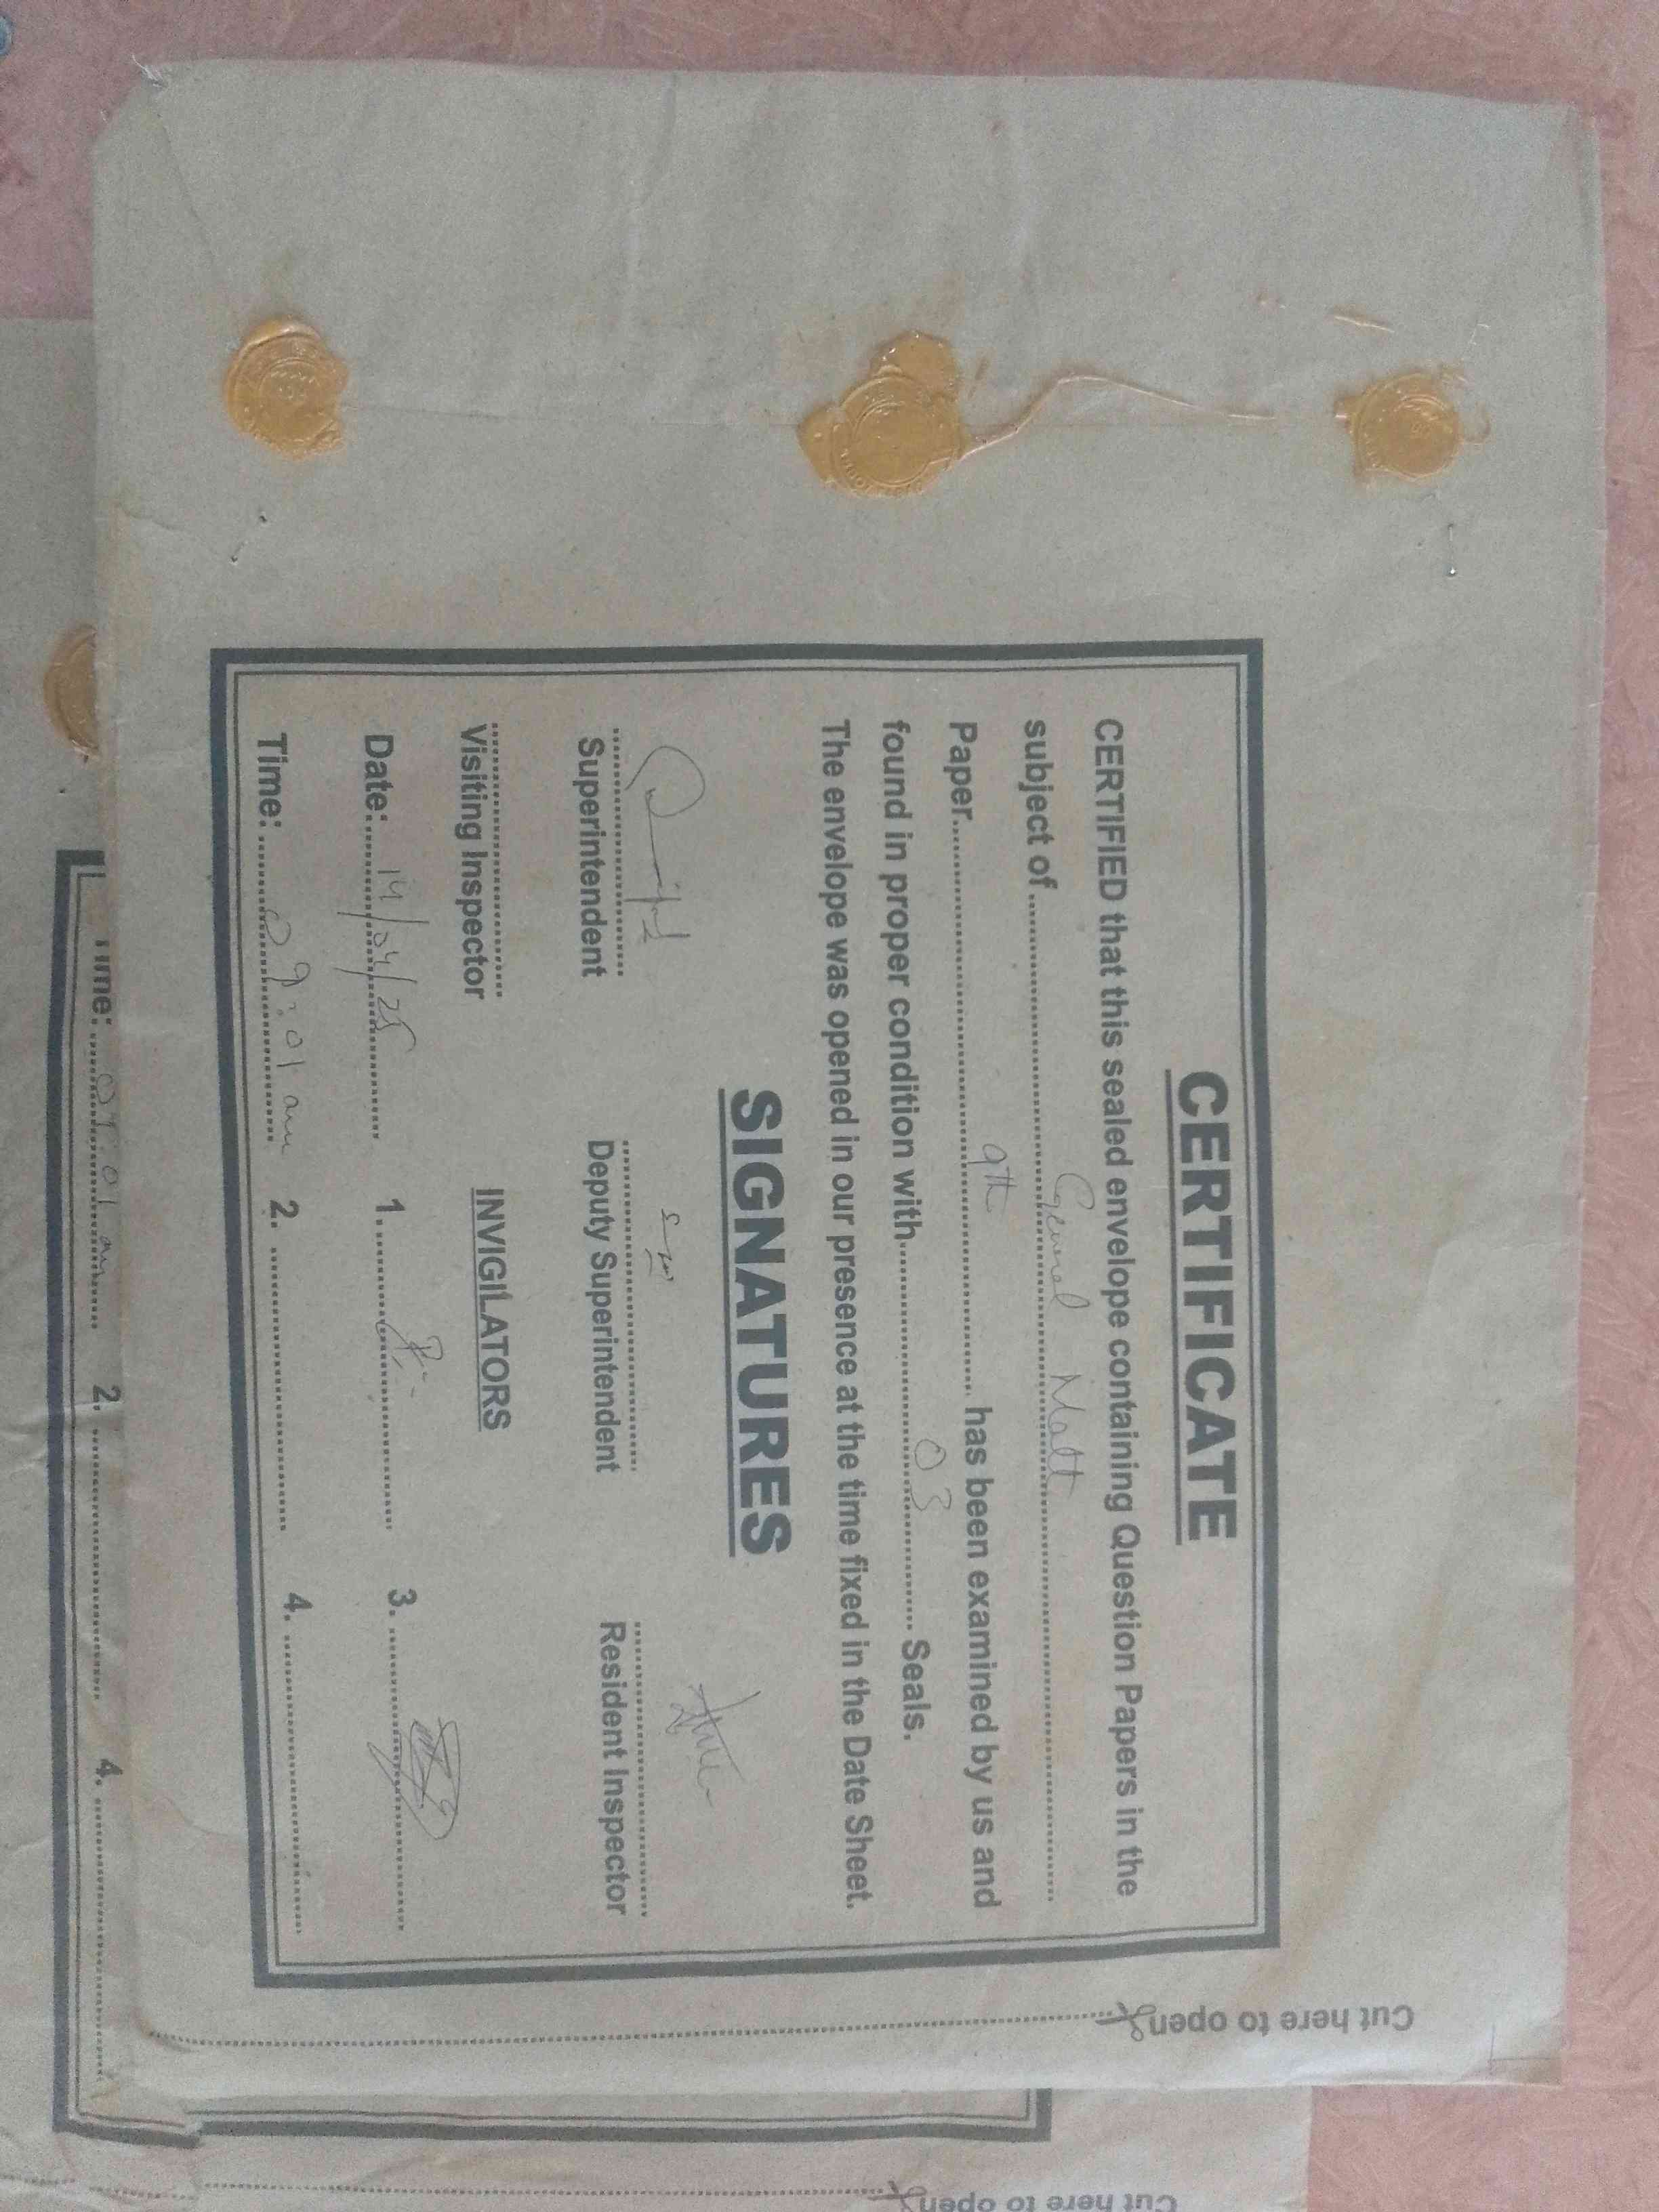 CERTIFICATE
CERTIFIED that this sealed envelope containing Question Papers in the
subject of ........ General Math ........
Paper........ 9th ........ has been examined by us and
found in proper condition with........ 03 ........ Seals.
The envelope was opened in our presence at the time fixed in the Date Sheet.
SIGNATURES
Superintendent Deputy Superintendent Resident Inspector
Visiting Inspector
INVIGILATORS
Date:........ 14/04/25 ........ 1. ........ 3. ........
Time: ........ 09:01 am ........ 2. ........ 4. ........
Cut here to open
Time: ........ 09:01 am ........ 2. ........ 4. ........
Cut here to open